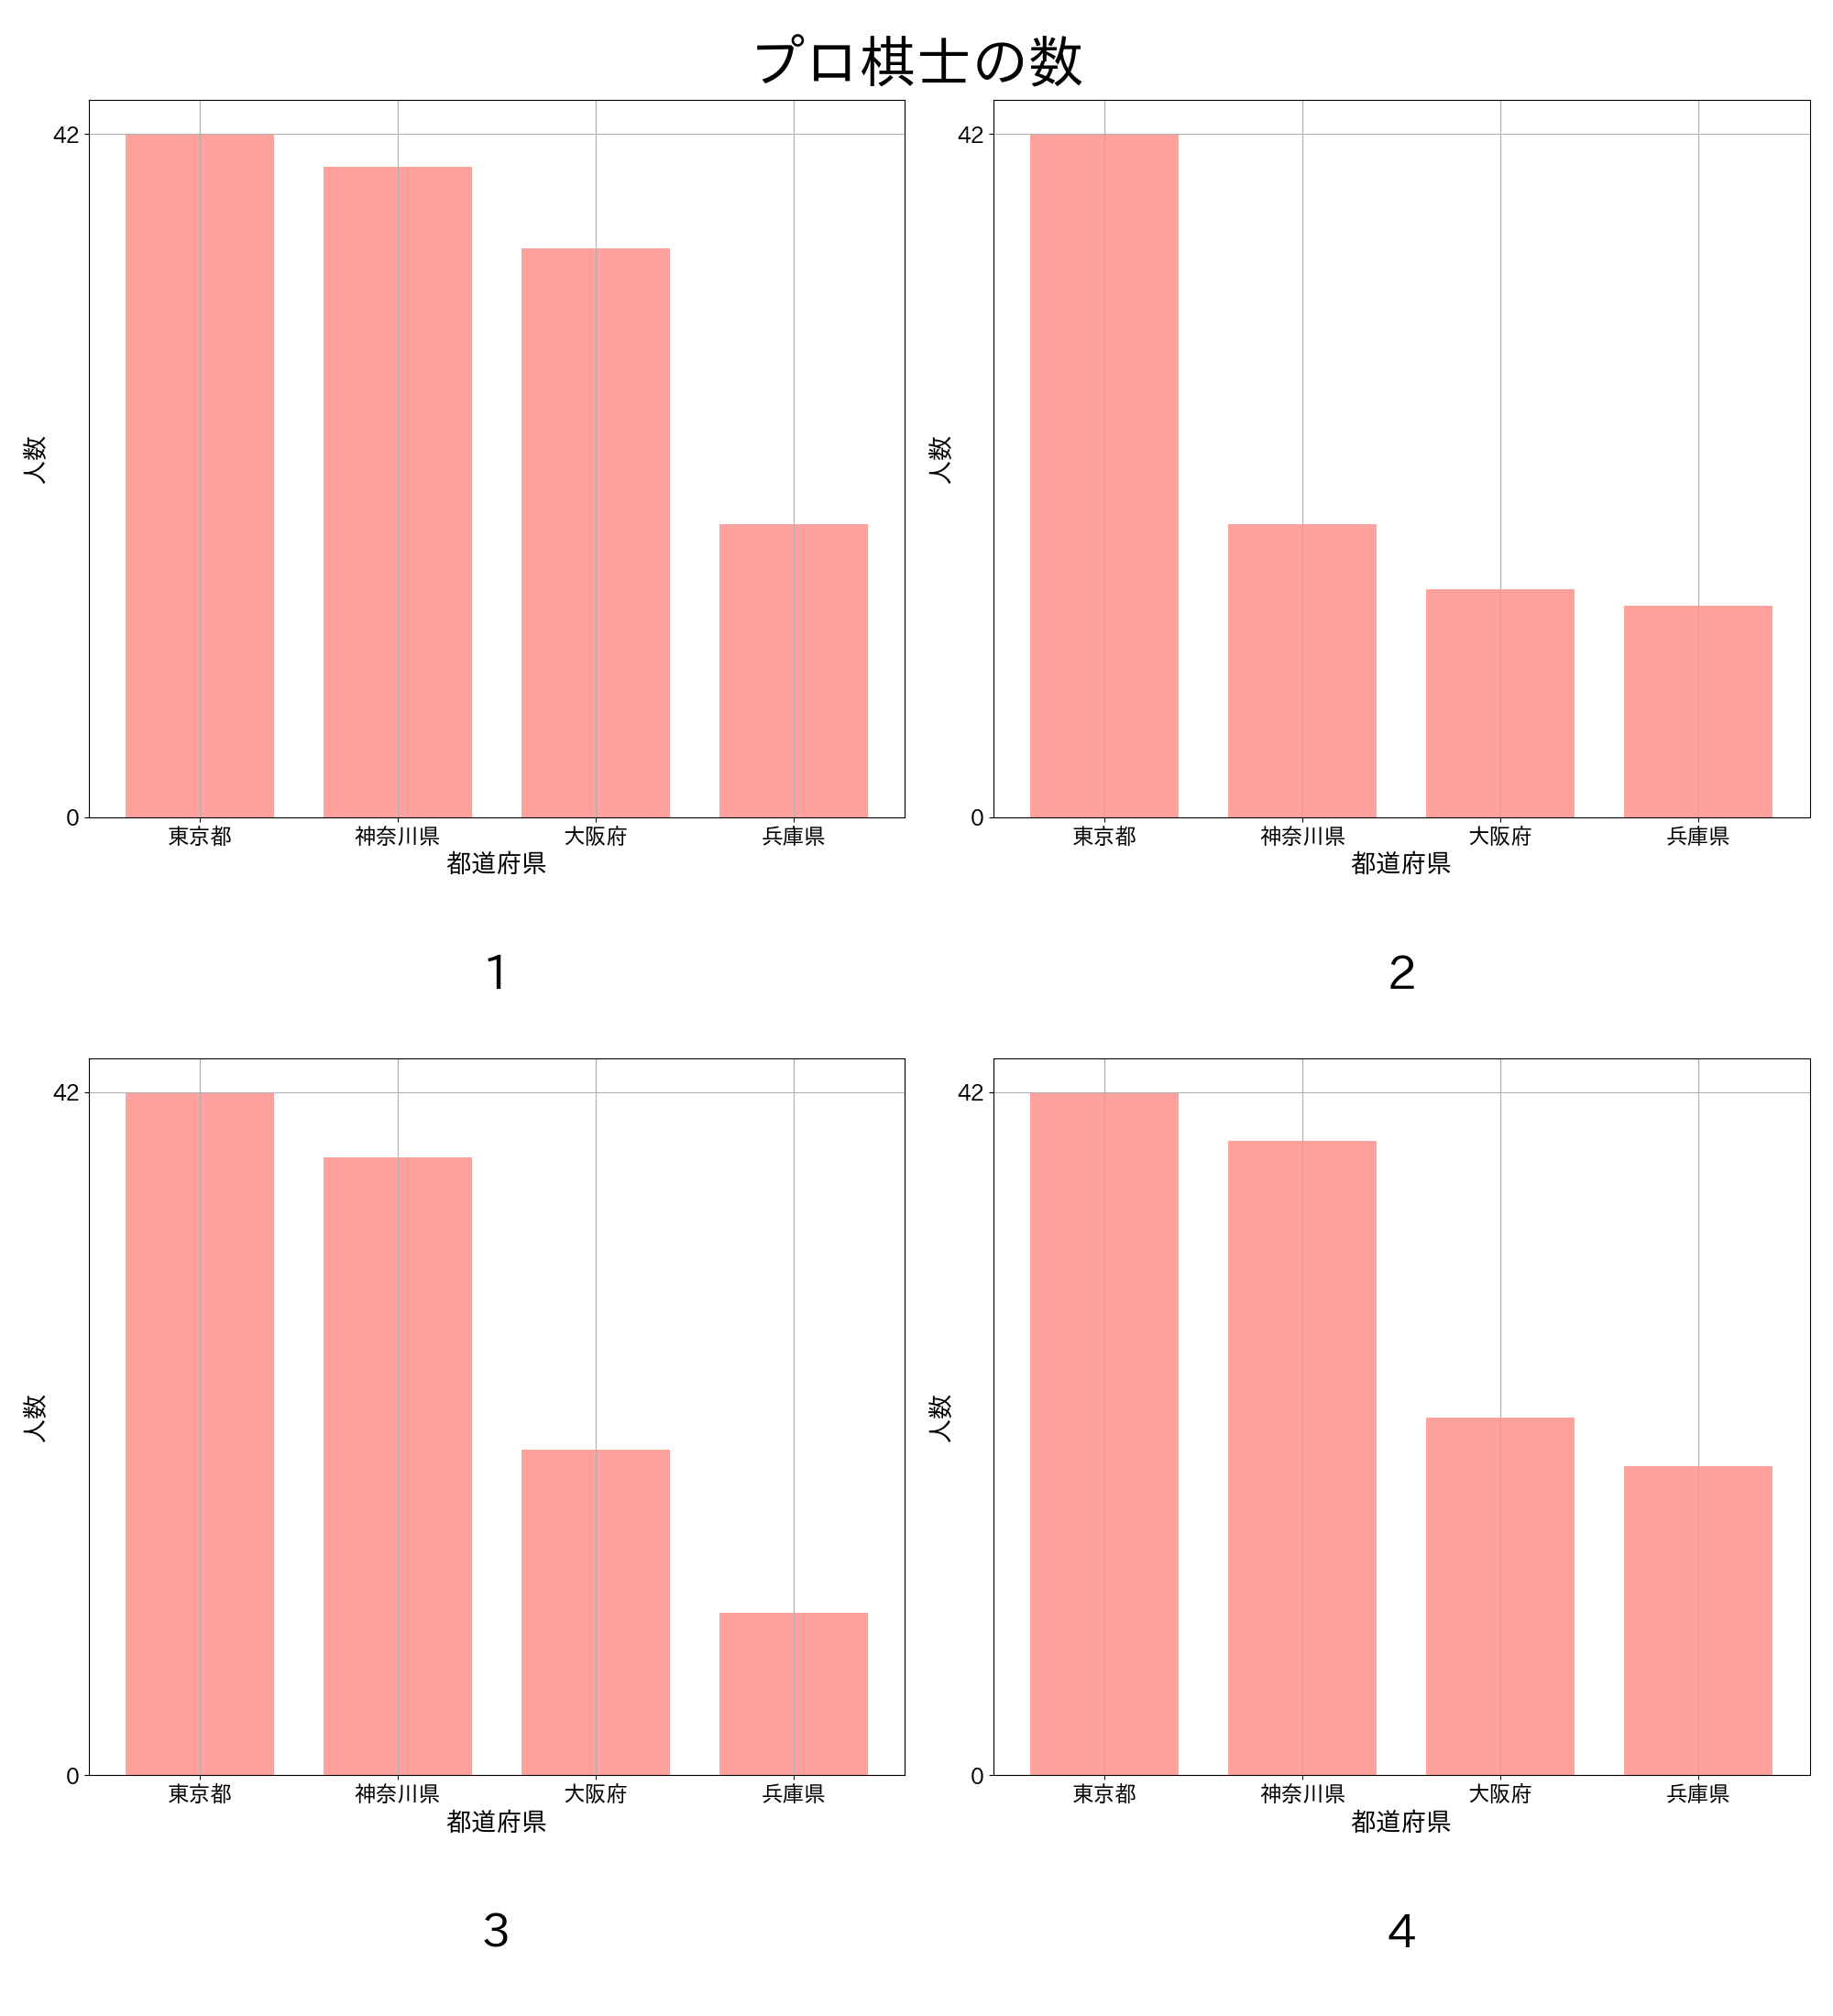 プロ棋士の数
42
0
人数
東京都 神奈川県 大阪府 兵庫県
都道府県
1
42
0
人数
東京都 神奈川県 大阪府 兵庫県
都道府県
2
42
0
人数
東京都 神奈川県 大阪府 兵庫県
都道府県
3
42
0
人数
東京都 神奈川県 大阪府 兵庫県
都道府県
4